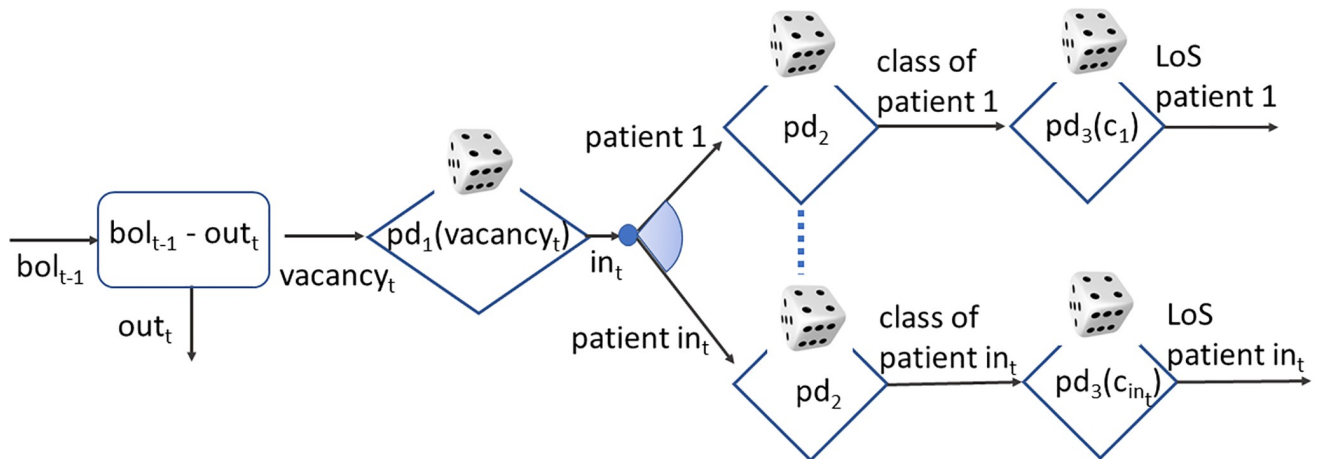 bolₜ₋₁
bolₜ₋₁ - outₜ
outₜ
vacancyₜ
pd₁(vacancyₜ)
inₜ
patient 1
pd₂
class of
patient 1
pd₃(c₁)
LoS
patient 1
patient inₜ
pd₂
class of
patient inₜ
pd₃(c_inₜ)
LoS
patient inₜ